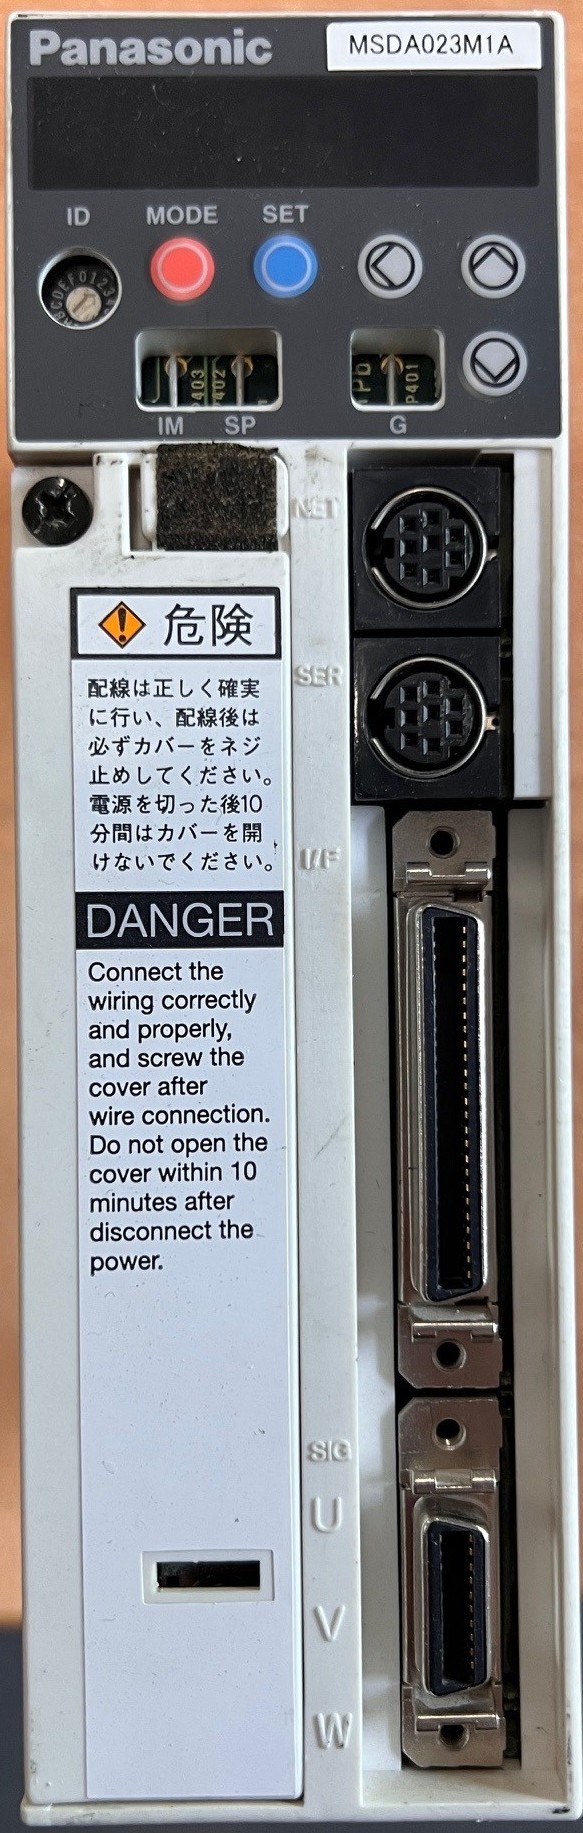 Panasonic
MSDA023M1A
ID MODE SET
ABCDEF01234
403
402
P401
IM SP G
NET
危険
SER
配線は正しく確実
に行い、配線後は
必ずカバーをネジ
止めしてください。
電源を切った後10
分間はカバーを開
けないでください。
I/F
DANGER
Connect the
wiring correctly
and properly,
and screw the
cover after
wire connection.
Do not open the
cover within 10
minutes after
disconnect the
power.
SIG
U
V
W